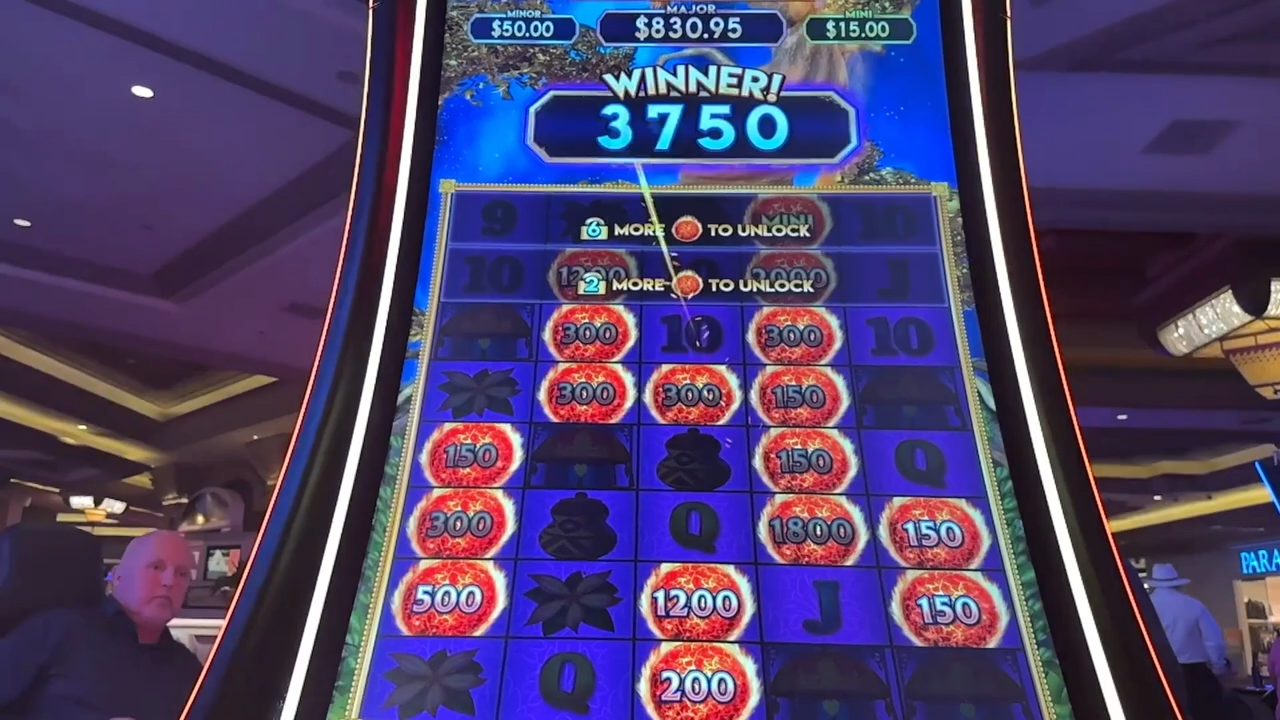 MINOR MAJOR MINI
$50.00 $830.95 $15.00
WINNER!
3750
9 MINI 10
6 MORE TO UNLOCK
10 2000 J
2 MORE TO UNLOCK
300 10 300 10
300 300 150
150 150 Q
300 Q 1800 150
500 1200 J 150
Q 200
PARA